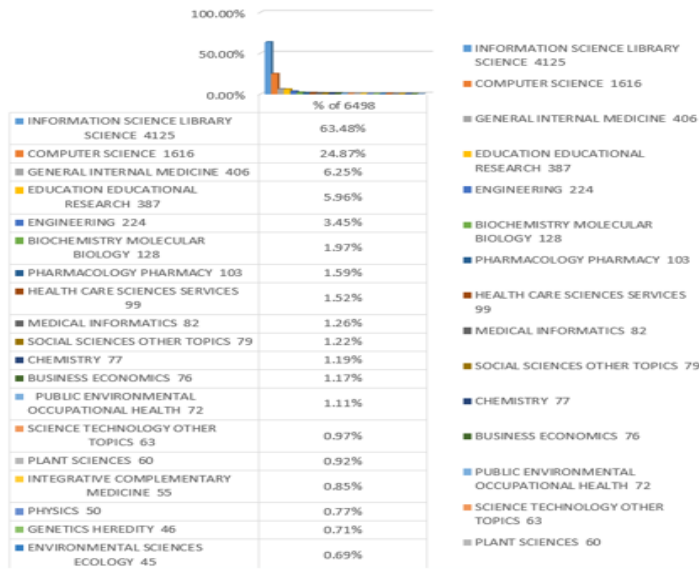 100.00%
50.00%
0.00%
% of 6498
INFORMATION SCIENCE LIBRARY
SCIENCE 4125
63.48%
COMPUTER SCIENCE 1616
24.87%
GENERAL INTERNAL MEDICINE 406
6.25%
EDUCATION EDUCATIONAL
RESEARCH 387
5.96%
ENGINEERING 224
3.45%
BIOCHEMISTRY MOLECULAR
BIOLOGY 128
1.97%
PHARMACOLOGY PHARMACY 103
1.59%
HEALTH CARE SCIENCES SERVICES
99
1.52%
MEDICAL INFORMATICS 82
1.26%
SOCIAL SCIENCES OTHER TOPICS 79
1.22%
CHEMISTRY 77
1.19%
BUSINESS ECONOMICS 76
1.17%
PUBLIC ENVIRONMENTAL
OCCUPATIONAL HEALTH 72
1.11%
SCIENCE TECHNOLOGY OTHER
TOPICS 63
0.97%
PLANT SCIENCES 60
0.92%
INTEGRATIVE COMPLEMENTARY
MEDICINE 55
0.85%
PHYSICS 50
0.77%
GENETICS HEREDITY 46
0.71%
ENVIRONMENTAL SCIENCES
ECOLOGY 45
0.69%
INFORMATION SCIENCE LIBRARY
SCIENCE 4125
COMPUTER SCIENCE 1616
GENERAL INTERNAL MEDICINE 406
EDUCATION EDUCATIONAL
RESEARCH 387
ENGINEERING 224
BIOCHEMISTRY MOLECULAR
BIOLOGY 128
PHARMACOLOGY PHARMACY 103
HEALTH CARE SCIENCES SERVICES
99
MEDICAL INFORMATICS 82
SOCIAL SCIENCES OTHER TOPICS 79
CHEMISTRY 77
BUSINESS ECONOMICS 76
PUBLIC ENVIRONMENTAL
OCCUPATIONAL HEALTH 72
SCIENCE TECHNOLOGY OTHER
TOPICS 63
PLANT SCIENCES 60